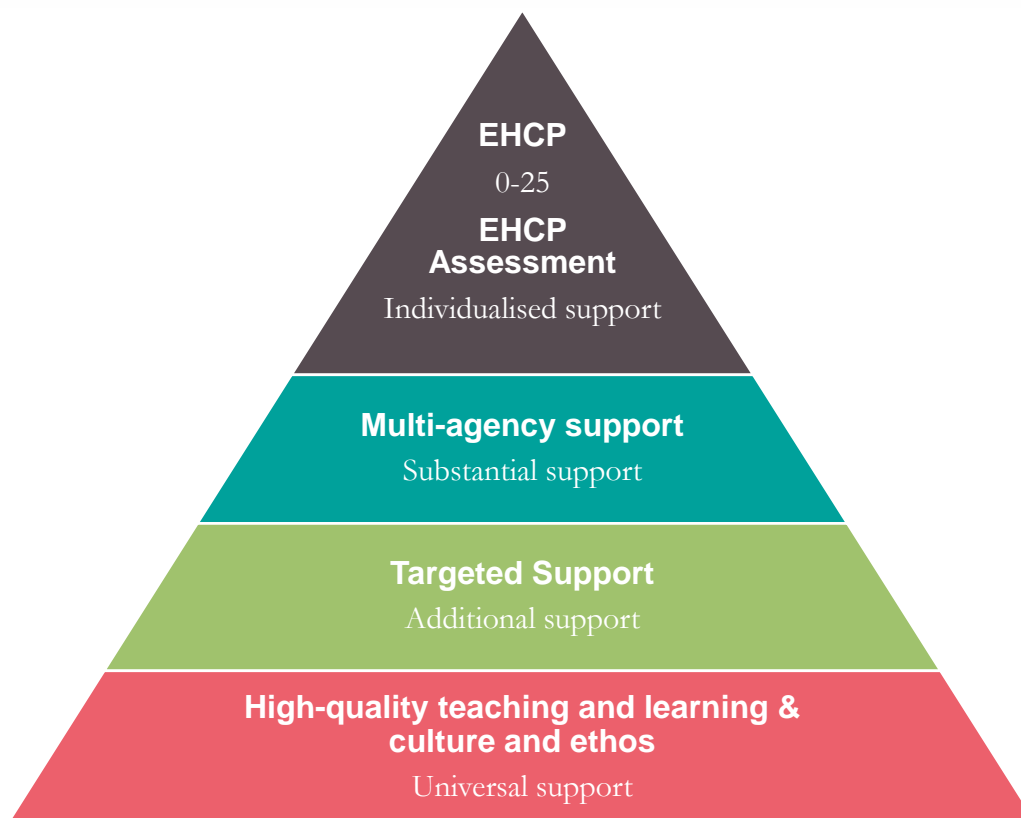 EHCP
0-25
EHCP
Assessment
Individualised support
Multi-agency support
Substantial support
Targeted Support
Additional support
High-quality teaching and learning &
culture and ethos
Universal support